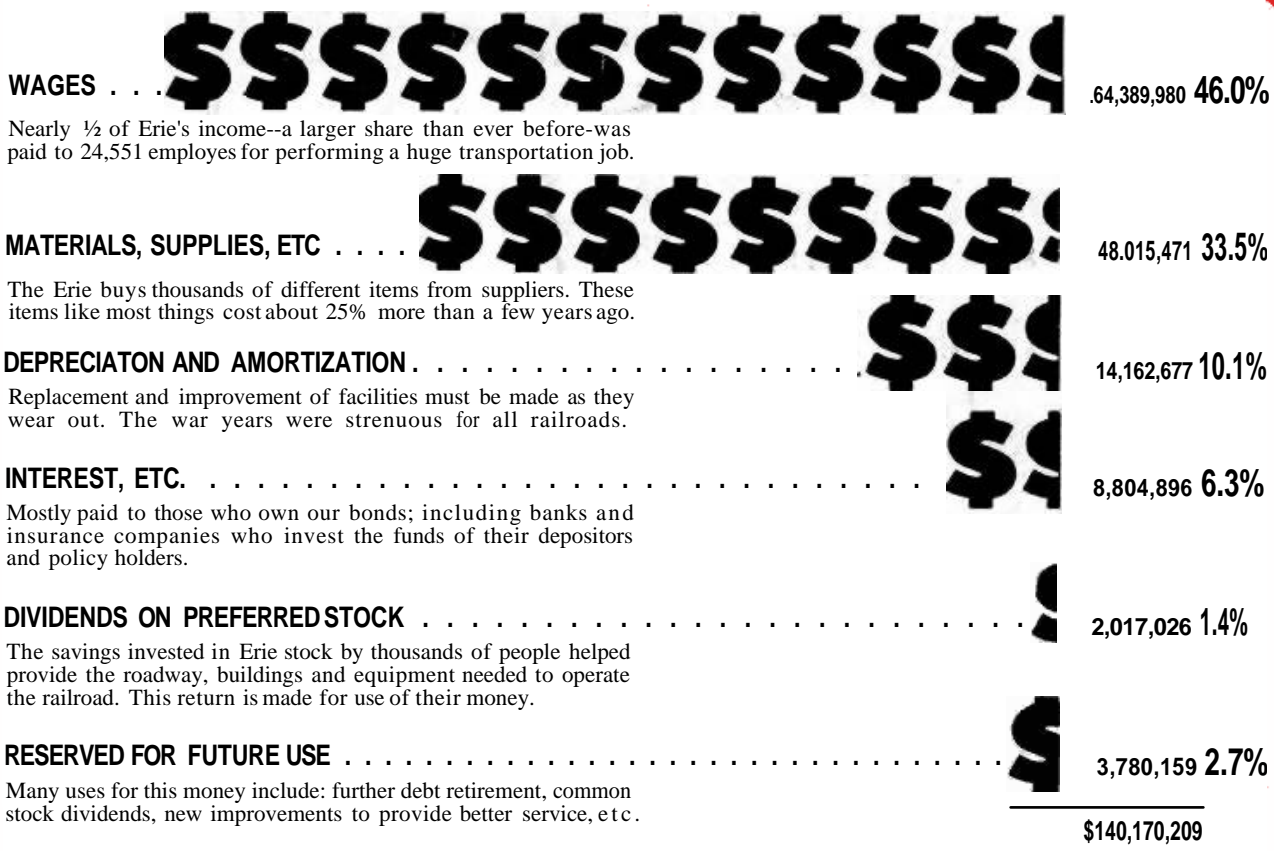 WAGES . . . .64,389,980 46.0%
Nearly ½ of Erie's income--a larger share than ever before-was
paid to 24,551 employes for performing a huge transportation job.
MATERIALS, SUPPLIES, ETC . . . . 48.015,471 33.5%
The Erie buys thousands of different items from suppliers. These
items like most things cost about 25% more than a few years ago.
DEPRECIATON AND AMORTIZATION . . . . . . . . . . . . . . . . . . 14,162,677 10.1%
Replacement and improvement of facilities must be made as they
wear out. The war years were strenuous for all railroads.
INTEREST, ETC. . . . . . . . . . . . . . . . . . . . . . . . . . . . . 8,804,896 6.3%
Mostly paid to those who own our bonds; including banks and
insurance companies who invest the funds of their depositors
and policy holders.
DIVIDENDS ON PREFERRED STOCK . . . . . . . . . . . . . . . . . . . . . . . . . 2,017,026 1.4%
The savings invested in Erie stock by thousands of people helped
provide the roadway, buildings and equipment needed to operate
the railroad. This return is made for use of their money.
RESERVED FOR FUTURE USE . . . . . . . . . . . . . . . . . . . . . . . . . . . . . . . 3,780,159 2.7%
Many uses for this money include: further debt retirement, common
stock dividends, new improvements to provide better service, etc.
$140,170,209